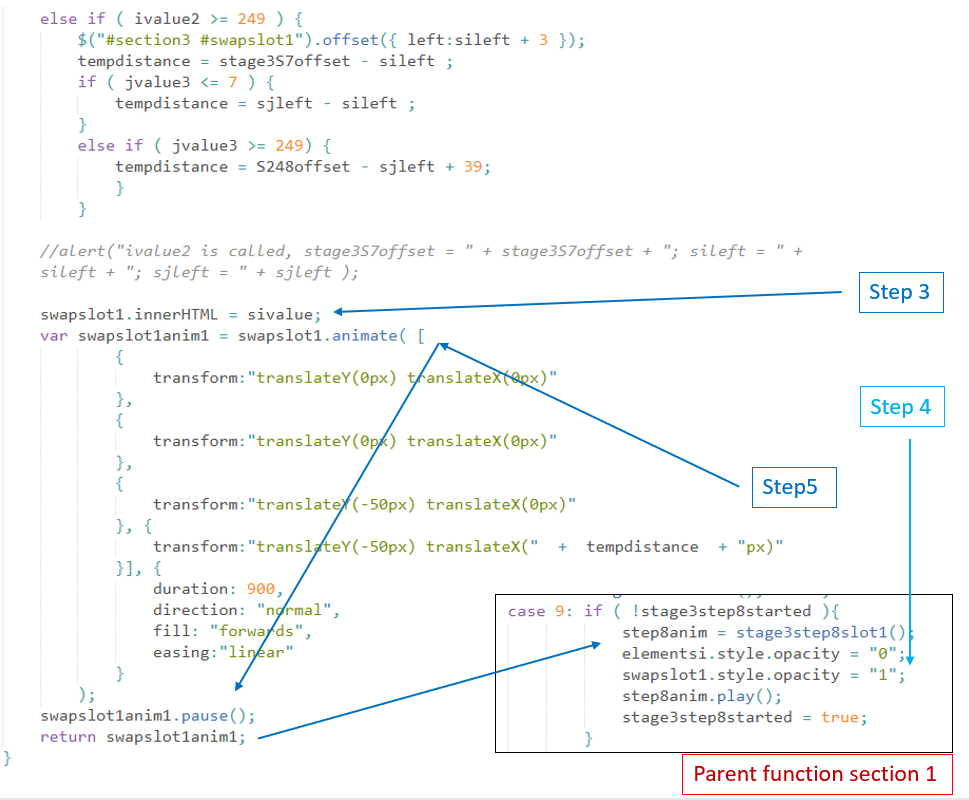 else if ( ivalue2 >= 249 ) {
$("#section3 #swapslot1").offset({ left:sileft + 3 });
tempdistance = stage3S7offset - sileft ;
if ( jvalue3 <= 7 ) {
tempdistance = sjleft - sileft ;
}
else if ( jvalue3 >= 249) {
tempdistance = S248offset - sjleft + 39;
}
}
//alert("ivalue2 is called, stage3S7offset = " + stage3S7offset + "; sileft = " +
sileft + "; sjleft = " + sjleft );
Step 3
swapslot1.innerHTML = sivalue;
var swapslot1anim1 = swapslot1.animate( [
{
transform:"translateY(0px) translateX(0px)"
},
Step 4
{
transform:"translateY(0px) translateX(0px)"
},
{
Step5
transform:"translateY(-50px) translateX(0px)"
}, {
transform:"translateY(-50px) translateX(" + tempdistance + "px)"
}], {
duration: 900,
direction: "normal",
fill: "forwards",
easing:"linear"
}
);
swapslot1anim1.pause();
return swapslot1anim1;
}
case 9: if ( !stage3step8started ){
step8anim = stage3step8slot1();
elementsi.style.opacity = "0";
swapslot1.style.opacity = "1";
step8anim.play();
stage3step8started = true;
}
Parent function section 1